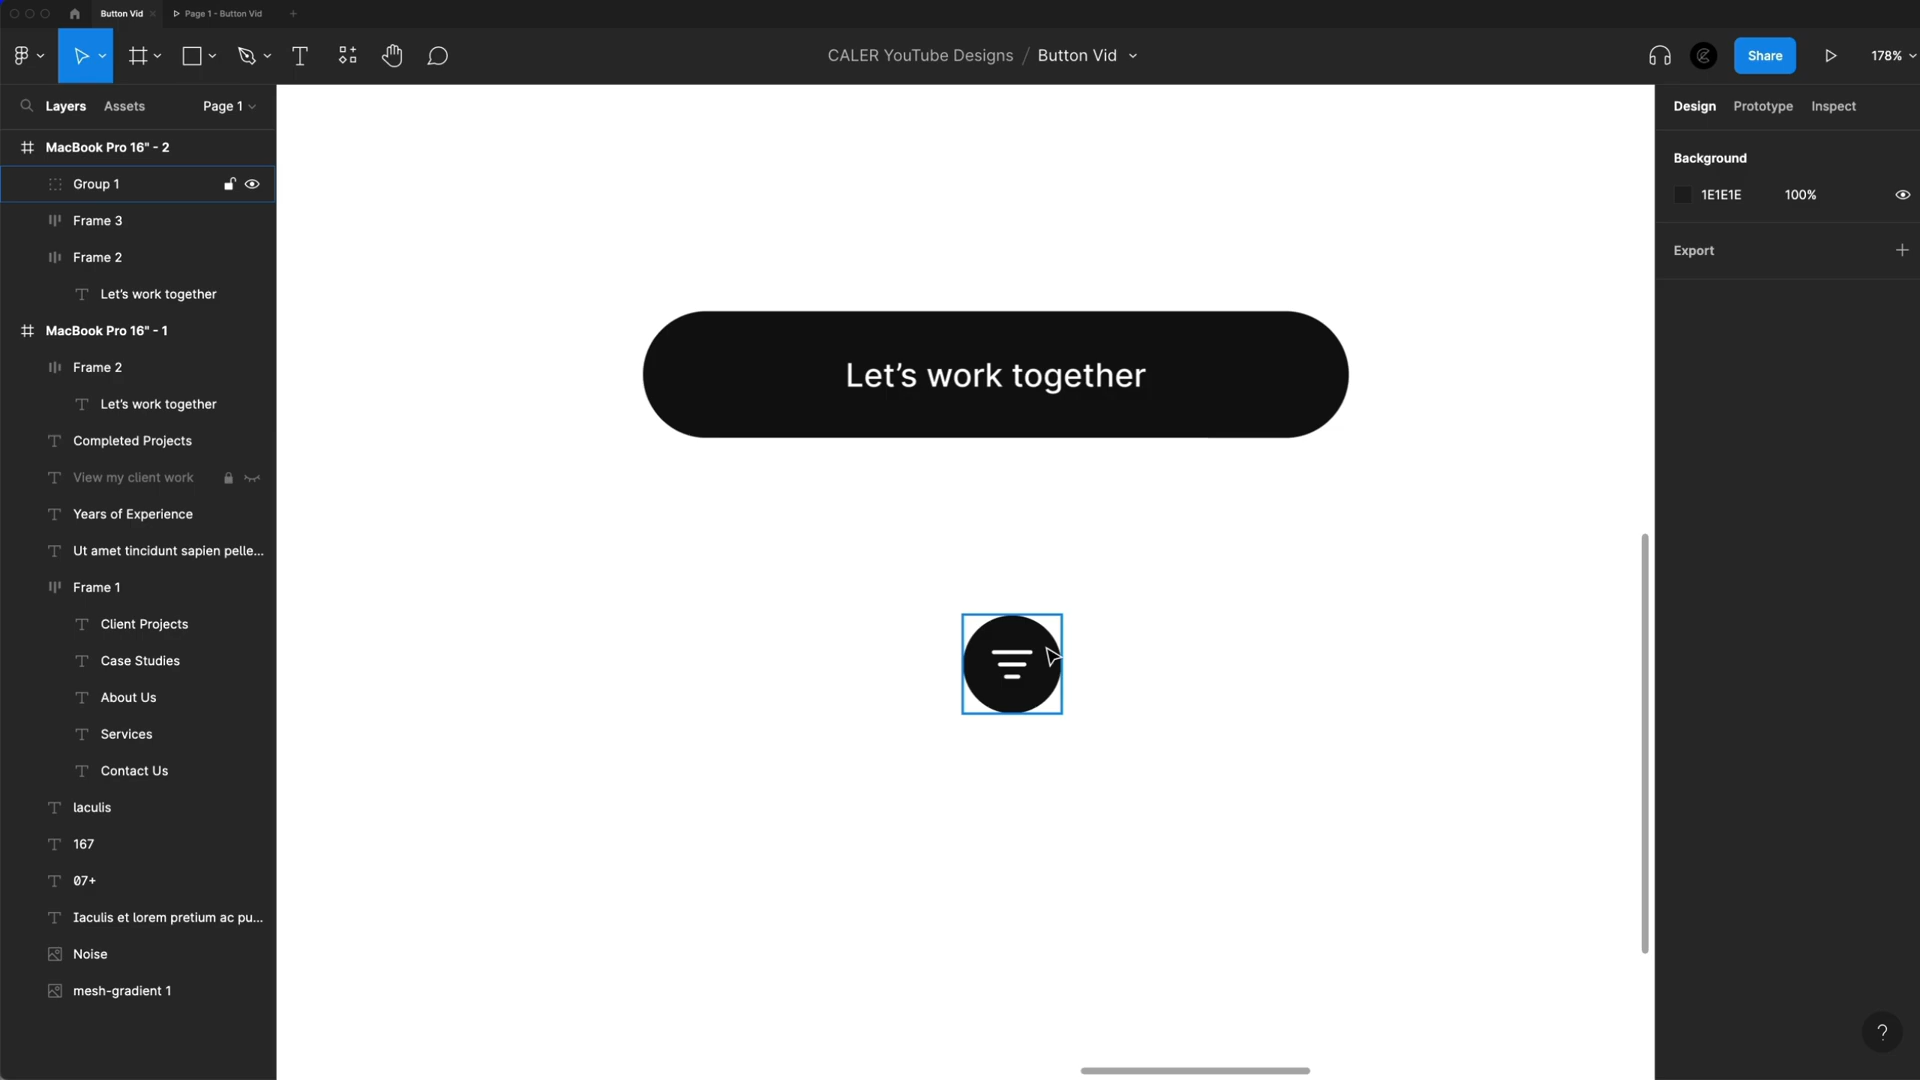 Button Vid
Page 1 - Button Vid
CALER YouTube Designs / Button Vid
Share
178%
Layers
Assets
Page 1
Design
Prototype
Inspect
MacBook Pro 16" - 2
Group 1
Frame 3
Frame 2
Let's work together
MacBook Pro 16" - 1
Frame 2
Let's work together
Completed Projects
View my client work
Years of Experience
Ut amet tincidunt sapien pelle...
Frame 1
Client Projects
Case Studies
About Us
Services
Contact Us
Iaculis
167
07+
Iaculis et lorem pretium ac pu...
Noise
mesh-gradient 1
Let's work together
Background
1E1E1E
100%
Export
?